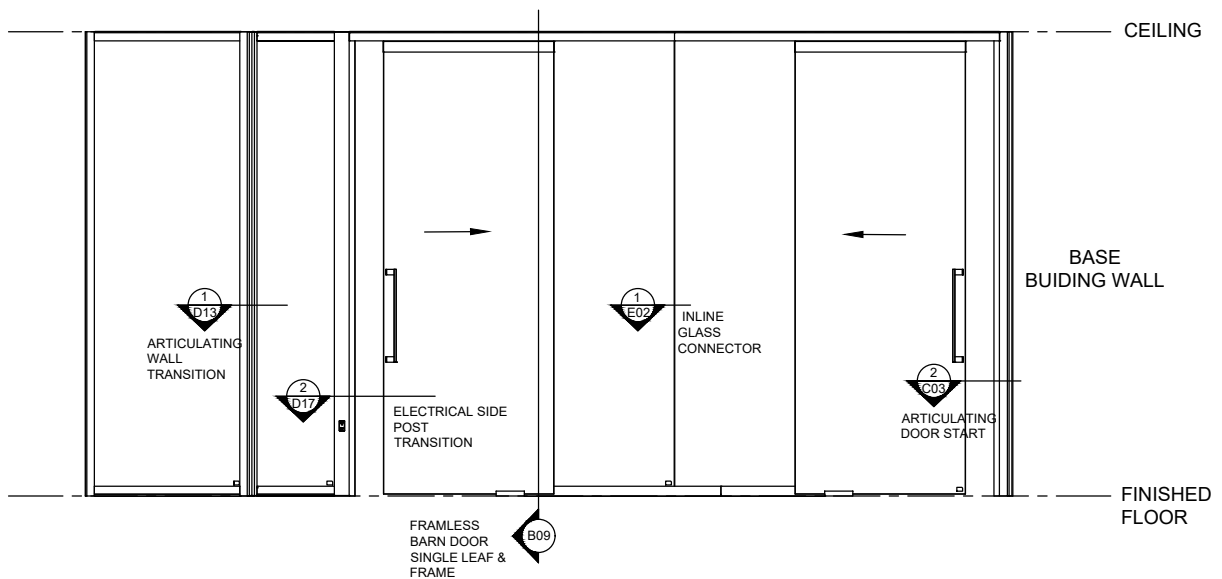 CEILING
BASE
BUIDING WALL
1
D13
ARTICULATING
WALL
TRANSITION
1
E02
INLINE
GLASS
CONNECTOR
2
D17
ELECTRICAL SIDE
POST
TRANSITION
2
C03
ARTICULATING
DOOR START
FINISHED
FLOOR
FRAMLESS
BARN DOOR
SINGLE LEAF &
FRAME
B09